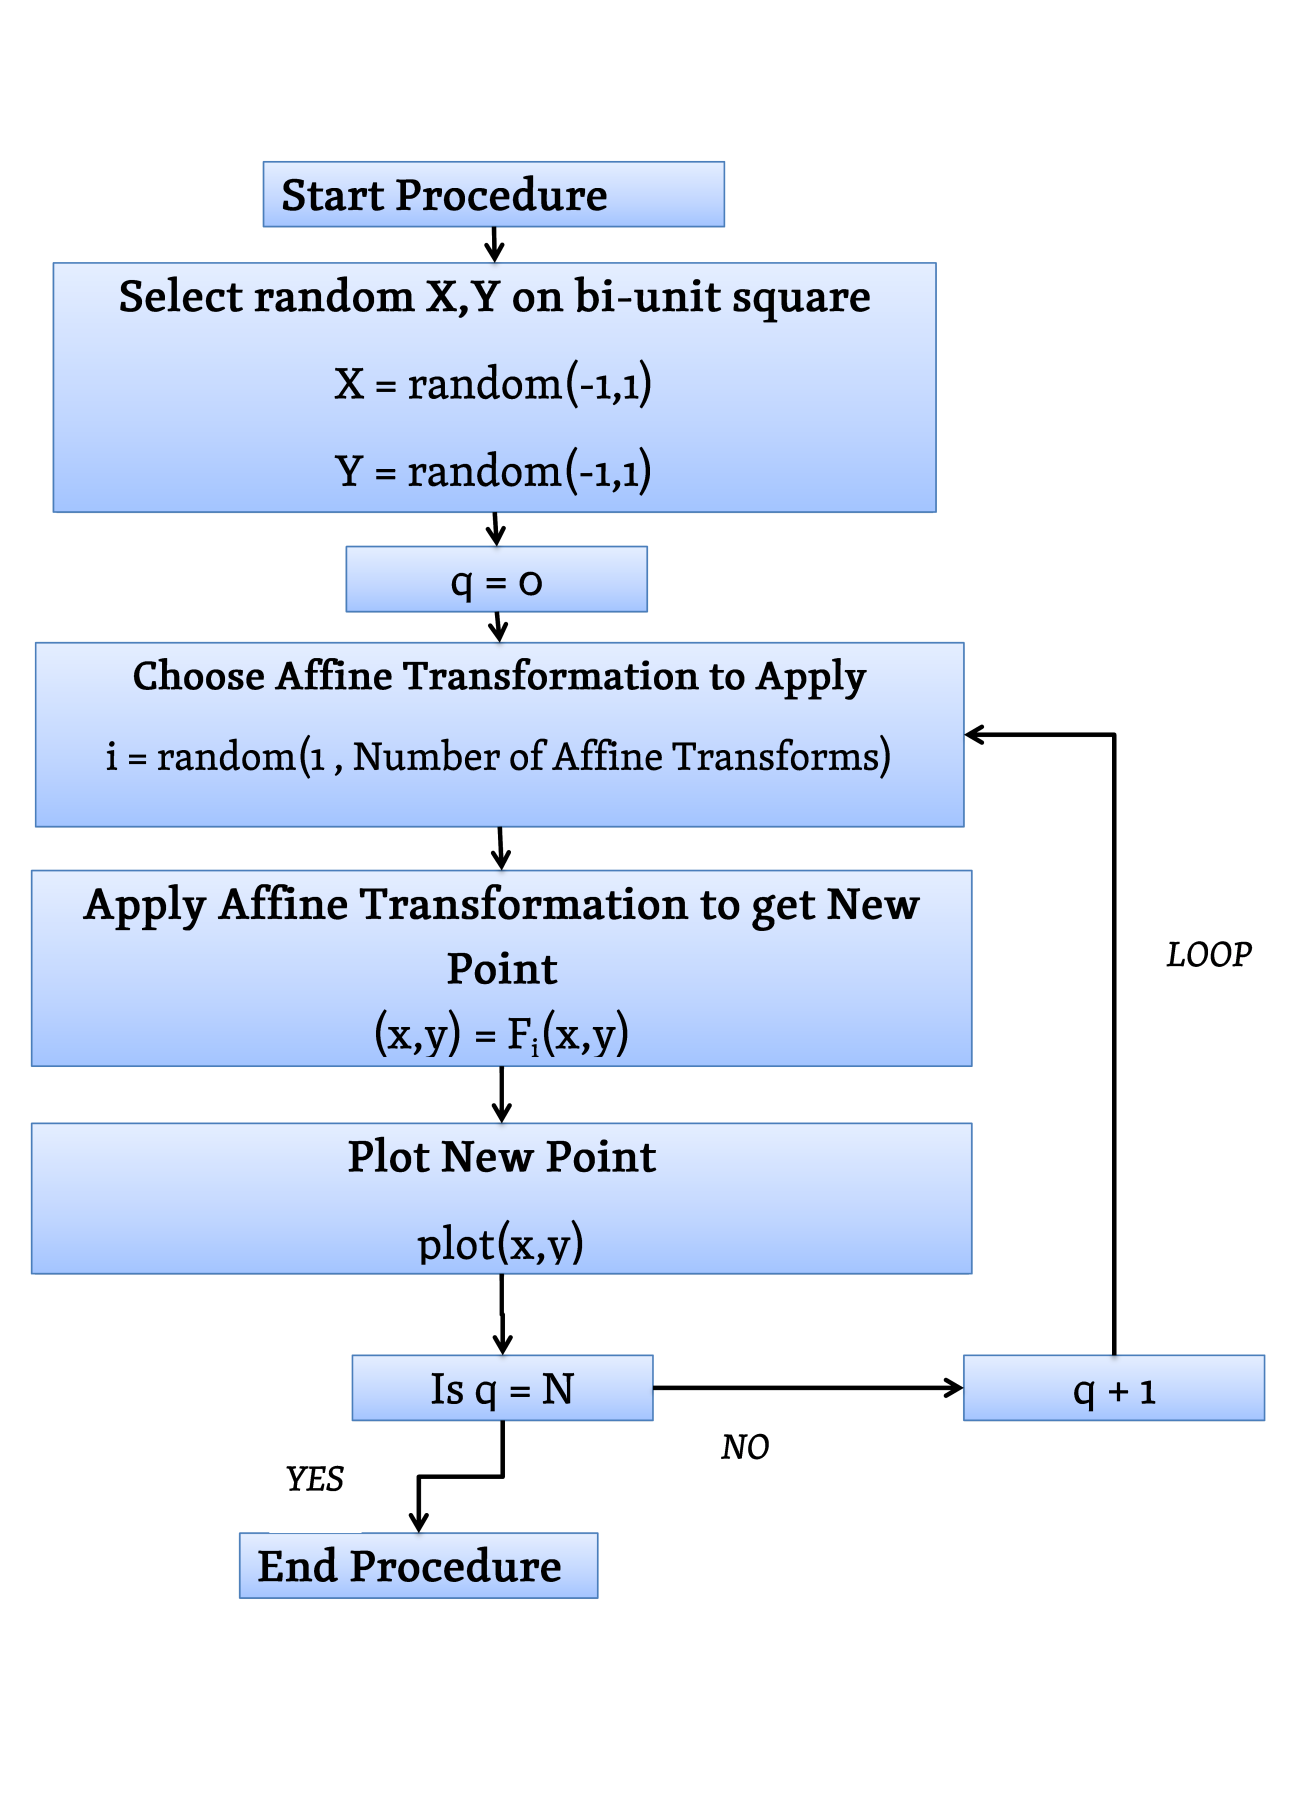 Start Procedure
Select random X,Y on bi-unit square
X = random(-1,1)
Y = random(-1,1)
q = 0
Choose Affine Transformation to Apply
i = random(1 , Number of Affine Transforms)
Apply Affine Transformation to get New
Point
(x,y) = Fᵢ(x,y)
Plot New Point
plot(x,y)
Is q = N
NO
q + 1
LOOP
YES
End Procedure